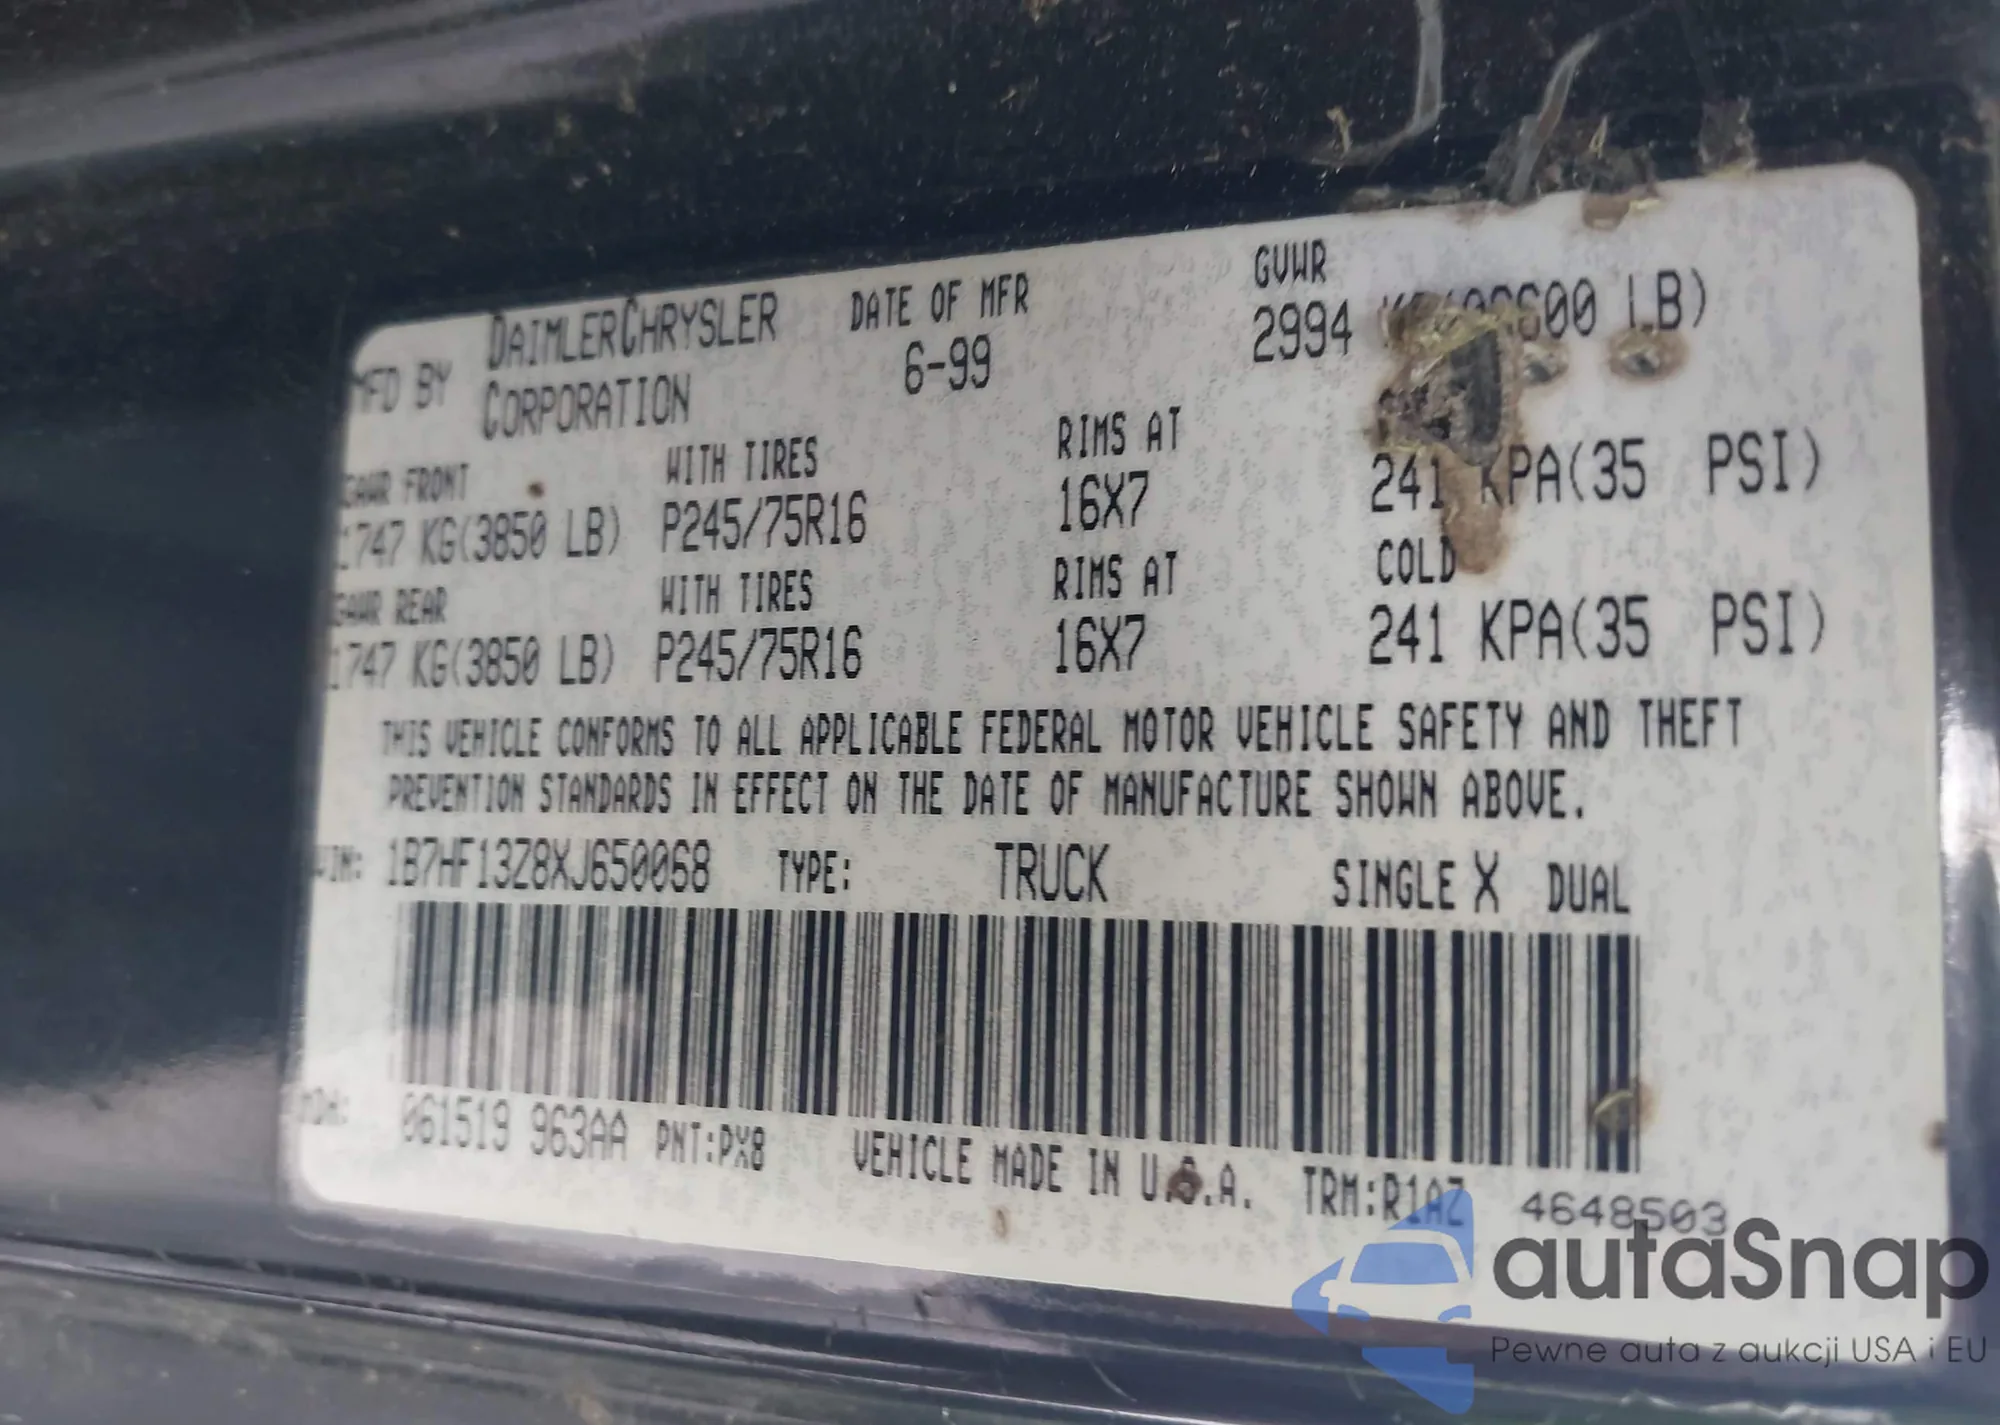 MFD BY DAIMLERCHRYSLER CORPORATION DATE OF MFR 6-99 GVWR 2994 LB)
GAWR FRONT WITH TIRES RIMS AT
1747 KG(3850 LB) P245/75R16 16X7 241 KPA(35 PSI)
GAWR REAR WITH TIRES RIMS AT COLD
1747 KG(3850 LB) P245/75R16 16X7 241 KPA(35 PSI)
THIS VEHICLE CONFORMS TO ALL APPLICABLE FEDERAL MOTOR VEHICLE SAFETY AND THEFT
PREVENTION STANDARDS IN EFFECT ON THE DATE OF MANUFACTURE SHOWN ABOVE.
VIN: 1B7HF13Z8XJ650068 TYPE: TRUCK SINGLE X DUAL
MDH: 061519 963AA PNT:PX8 VEHICLE MADE IN U.S.A. TRM:R1AZ 4648503
autaSnap
Pewne auta z aukcji USA i EU